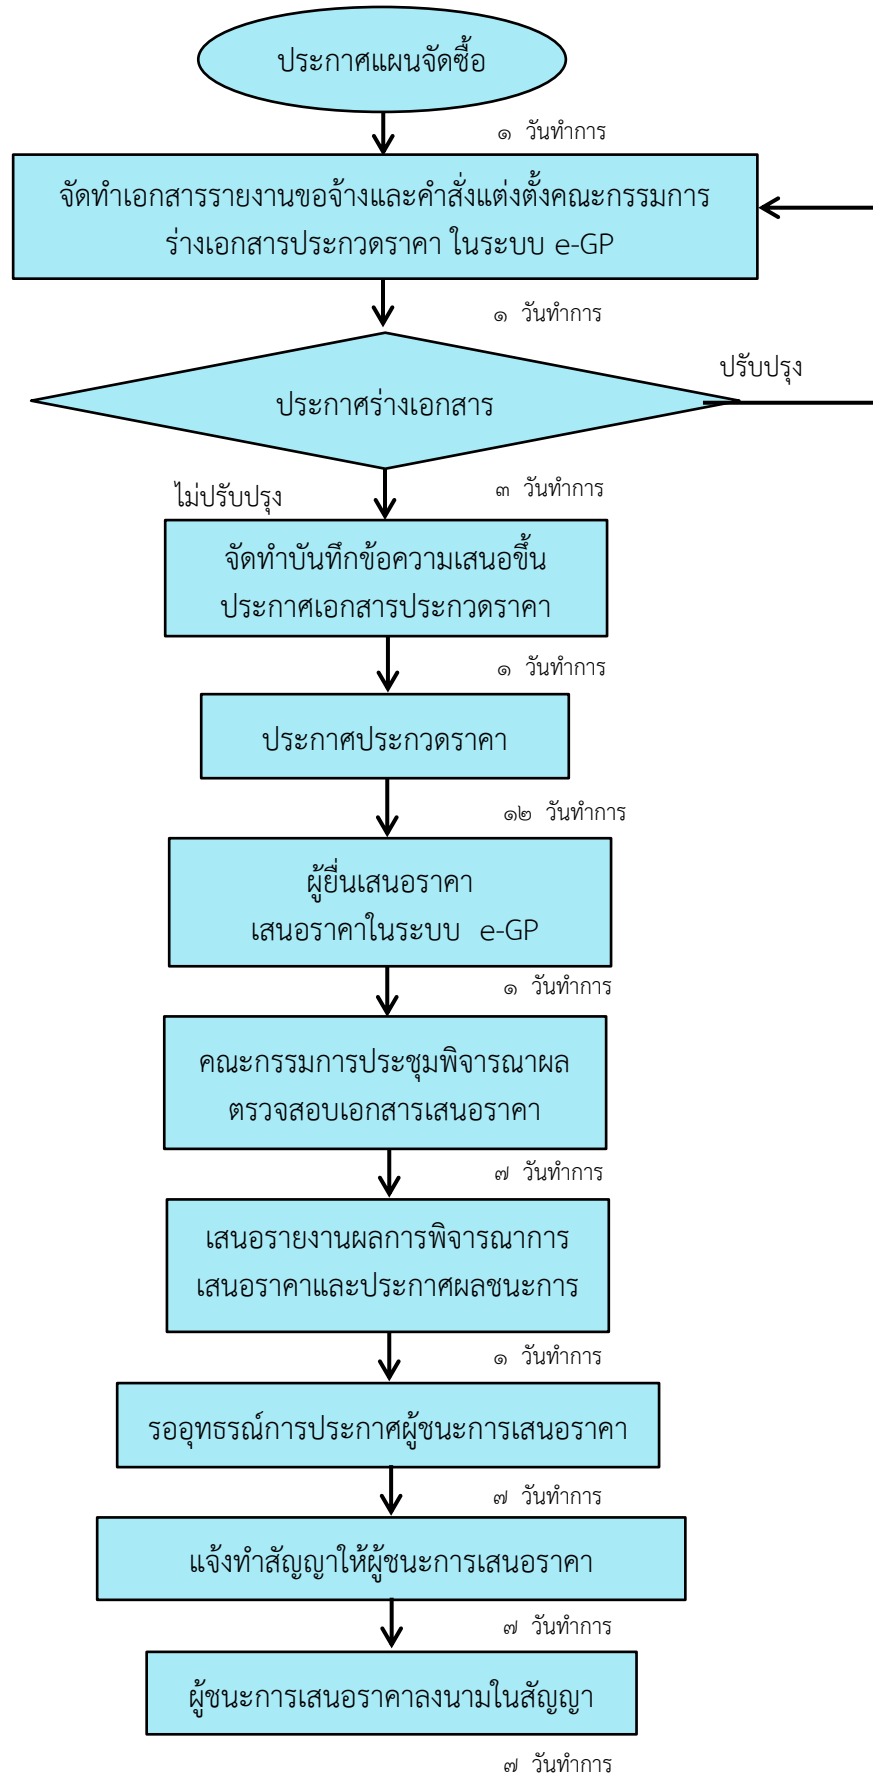 ประกาศแผนจัดซื้อ
๑ วันทำการ
จัดทำเอกสารรายงานขอจ้างและคำสั่งแต่งตั้งคณะกรรมการ
ร่างเอกสารประกวดราคา ในระบบ e-GP
๑ วันทำการ
ปรับปรุง
ประกาศร่างเอกสาร
ไม่ปรับปรุง
๓ วันทำการ
จัดทำบันทึกข้อความเสนอขึ้น
ประกาศเอกสารประกวดราคา
๑ วันทำการ
ประกาศประกวดราคา
๑๒ วันทำการ
ผู้ยื่นเสนอราคา
เสนอราคาในระบบ e-GP
๑ วันทำการ
คณะกรรมการประชุมพิจารณาผล
ตรวจสอบเอกสารเสนอราคา
๗ วันทำการ
เสนอรายงานผลการพิจารณาการ
เสนอราคาและประกาศผลชนะการ
๑ วันทำการ
รออุทธรณ์การประกาศผู้ชนะการเสนอราคา
๗ วันทำการ
แจ้งทำสัญญาให้ผู้ชนะการเสนอราคา
๗ วันทำการ
ผู้ชนะการเสนอราคาลงนามในสัญญา
๗ วันทำการ